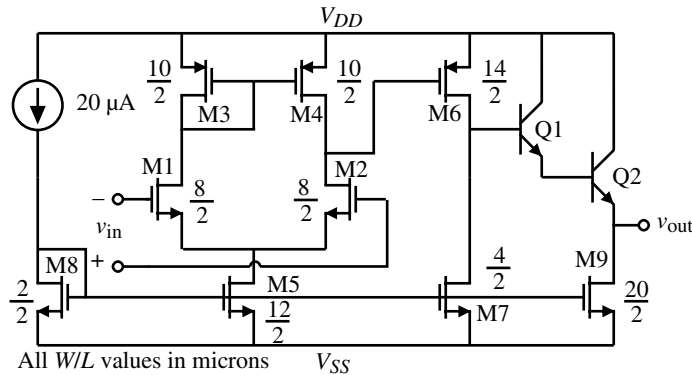 V_DD
20 µA
10/2
M3
10/2
M4
14/2
M6
Q1
Q2
M1
8/2
8/2
M2
−
v_in
+
v_out
M8
2/2
M5
12/2
4/2
M7
M9
20/2
All W/L values in microns
V_SS